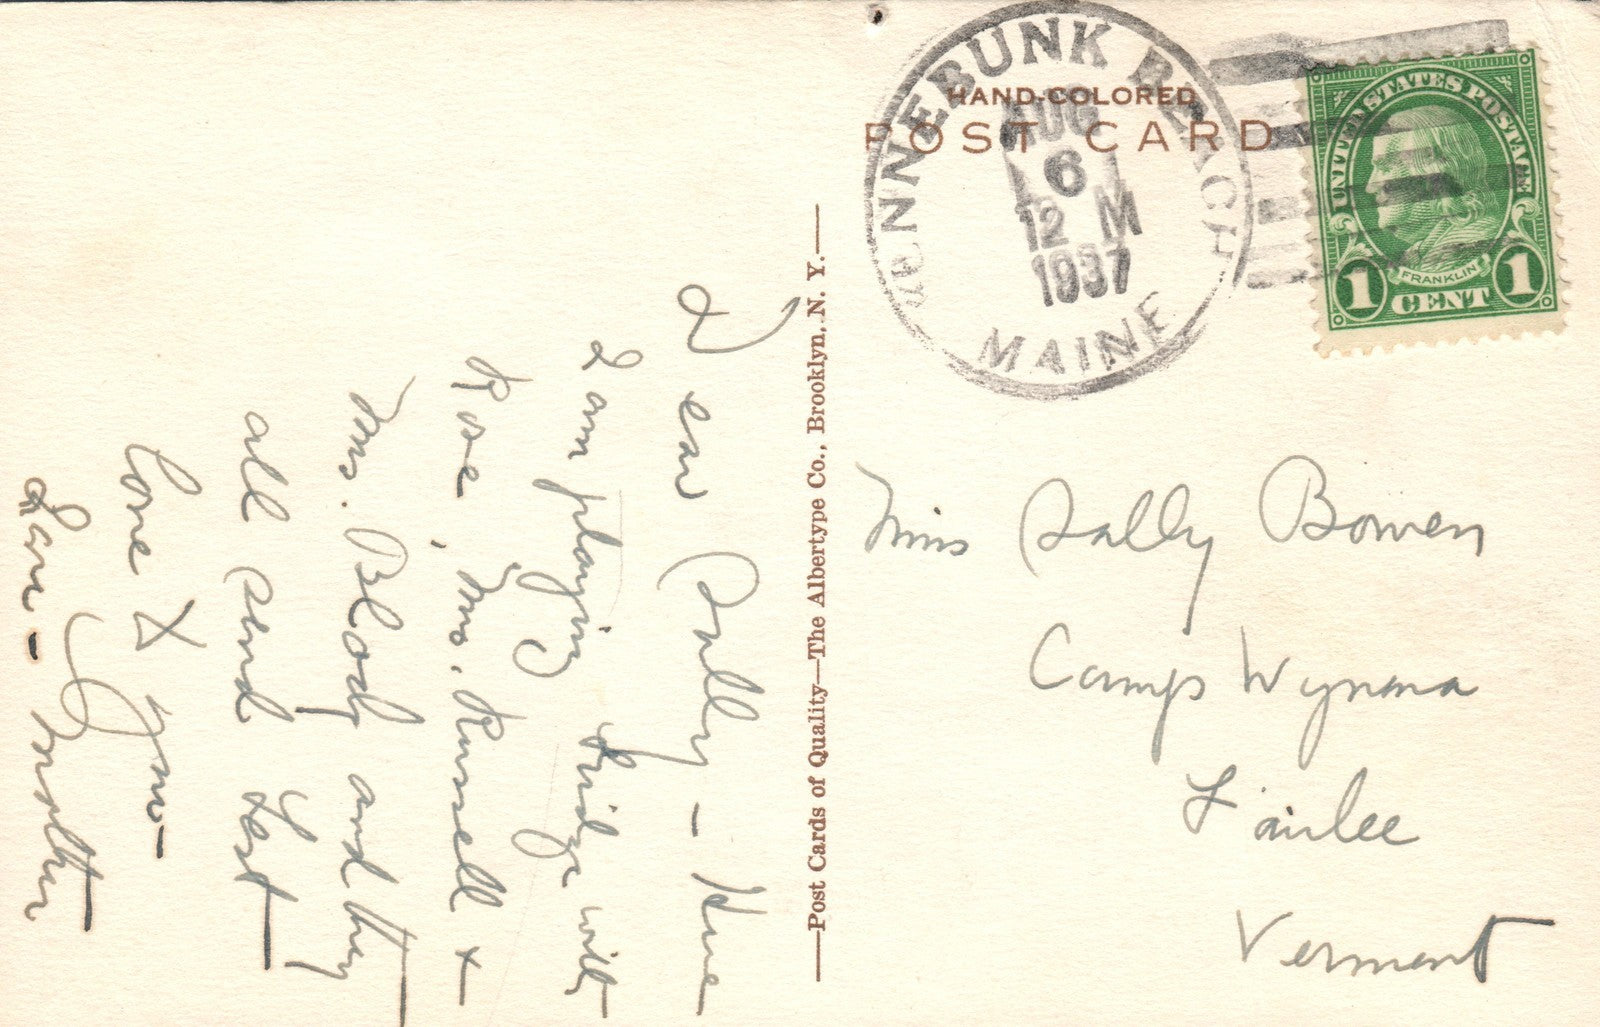 HAND-COLORED
POST CARD
KENNEBUNK BEACH
AUG
6
12 M
1937
MAINE
UNITED STATES POSTAGE
FRANKLIN
1 CENT 1
—Post Cards of Quality—The Albertype Co., Brooklyn, N. Y.—
Dear Sally – Here
I am playing bridge with
Rose, Mrs. Russell +
Mrs. Blood and they
all send best
love to you –
Love – Mother
Miss Sally Bowen
Camp Wynona
Fairlee
Vermont